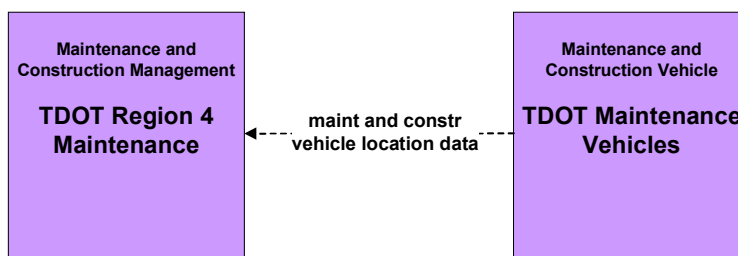 Maintenance and
Construction Management
TDOT Region 4
Maintenance
maint and constr
vehicle location data
Maintenance and
Construction Vehicle
TDOT Maintenance
Vehicles